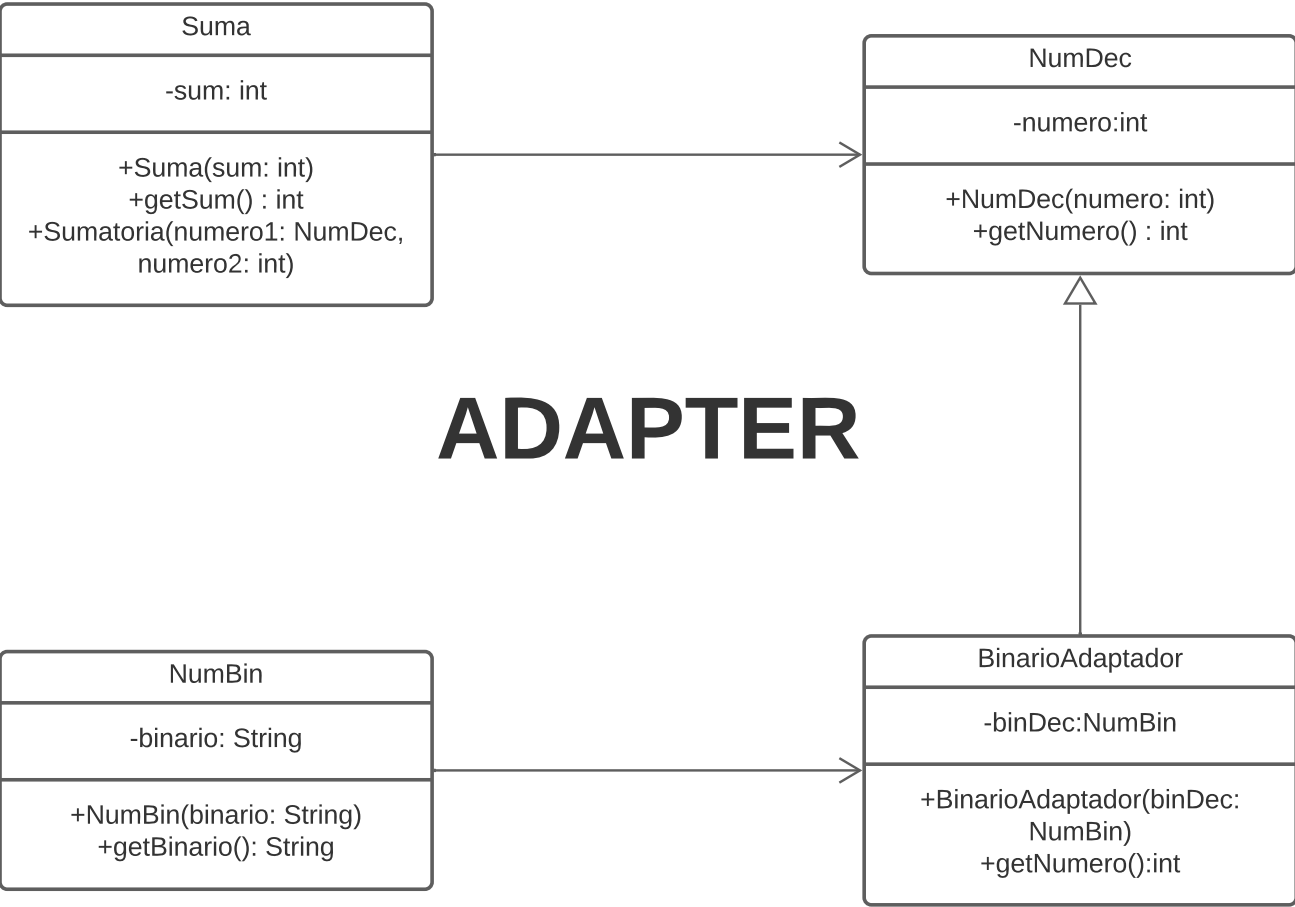 Suma
-sum: int
+Suma(sum: int)
+getSum() : int
+Sumatoria(numero1: NumDec,
numero2: int)
NumDec
-numero:int
+NumDec(numero: int)
+getNumero() : int
ADAPTER
NumBin
-binario: String
+NumBin(binario: String)
+getBinario(): String
BinarioAdaptador
-binDec:NumBin
+BinarioAdaptador(binDec:
NumBin)
+getNumero():int